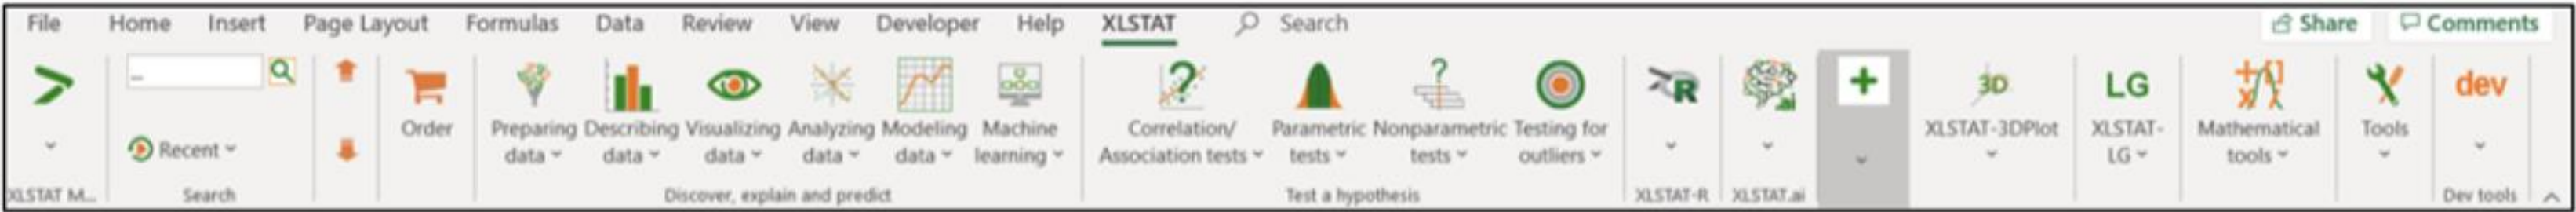 File Home Insert Page Layout Formulas Data Review View Developer Help XLSTAT Search Share Comments
Recent
Order
Preparing data
Describing data
Visualizing data
Analyzing data
Modeling data
Machine learning
Correlation/
Association tests
Parametric tests
Nonparametric tests
Testing for outliers
R
3D
XLSTAT-3DPlot
LG
XLSTAT-
LG
Mathematical tools
Tools
dev
XLSTAT M... Search Discover, explain and predict Test a hypothesis XLSTAT-R XLSTAT.ai Dev tools